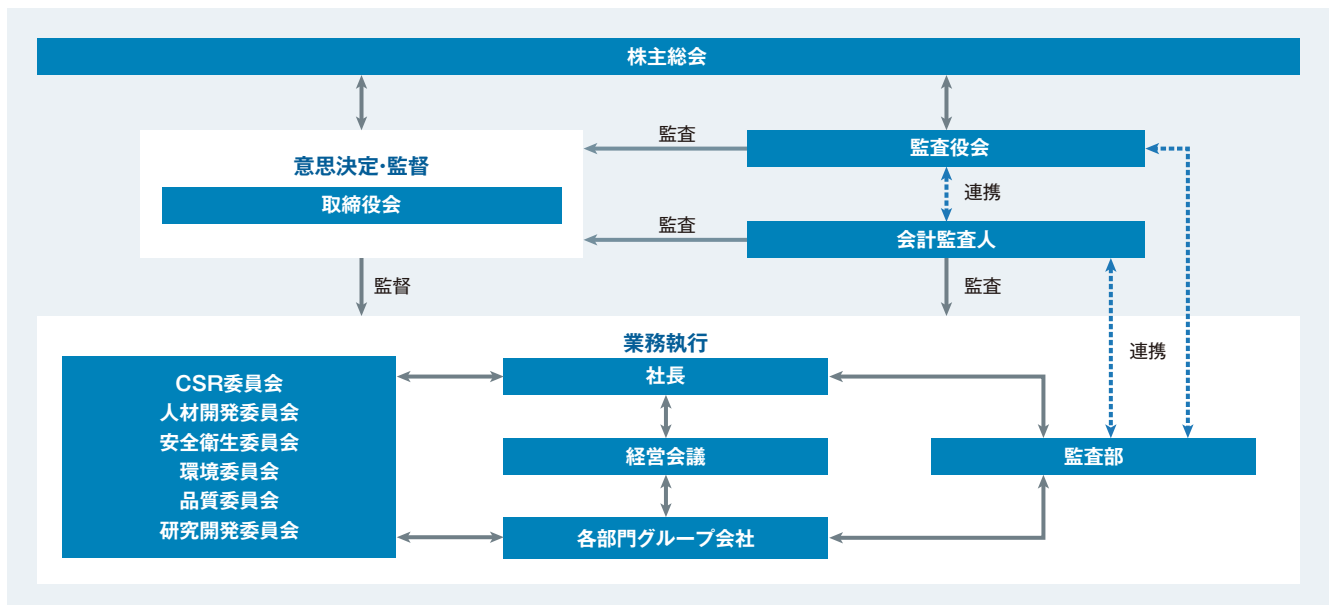 株主総会
監査
監査役会
意思決定・監督
取締役会
連携
監査
会計監査人
監督
監査
業務執行
連携
CSR委員会
人材開発委員会
安全衛生委員会
環境委員会
品質委員会
研究開発委員会
社長
経営会議
各部門グループ会社
監査部